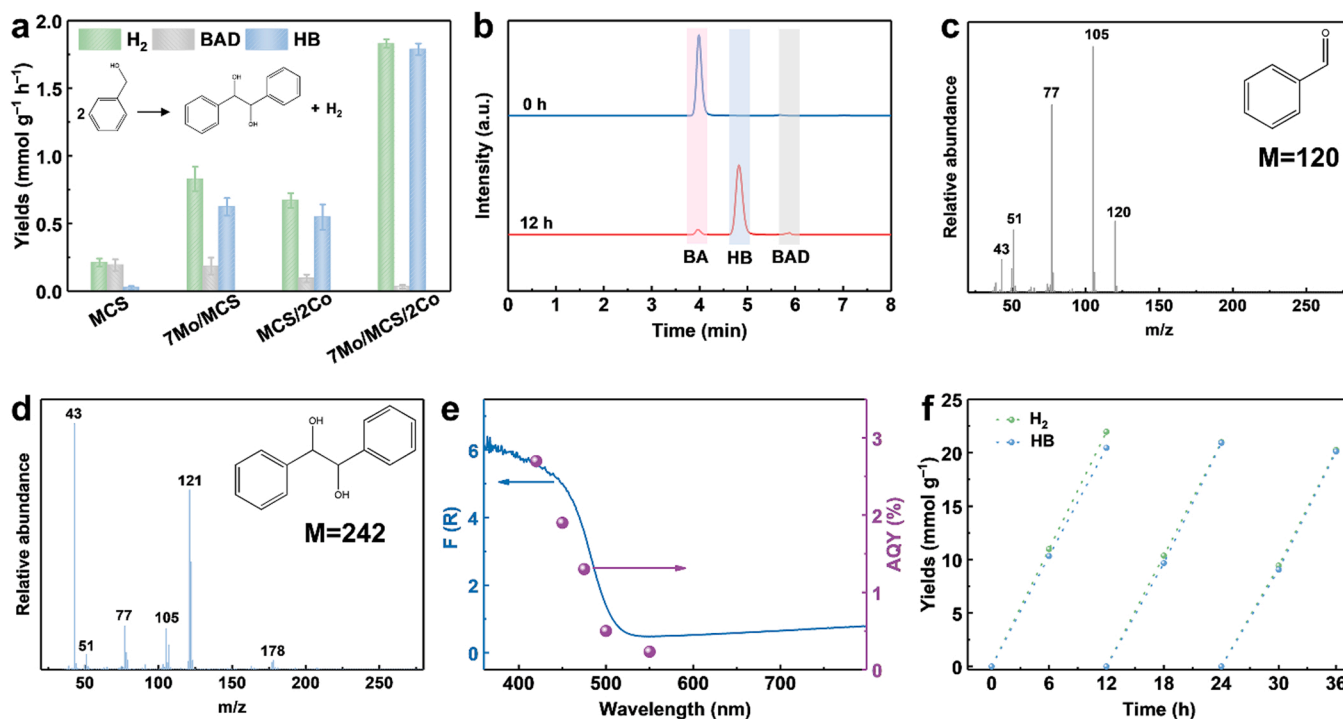 a
H2 BAD HB
2.0
1.5
1.0
0.5
0.0
Yields (mmol g−1 h−1)
HO
2
OH
OH
+ H2
MCS
7Mo/MCS
MCS/2Co
7Mo/MCS/2Co
b
Intensity (a.u.)
0 h
12 h
BA HB BAD
0 1 2 3 4 5 6 7 8
Time (min)
c
Relative abundance
43
51
77
105
120
O
M=120
50 100 150 200 250
m/z
d
Relative abundance
43
51
77
105
121
178
OH
OH
M=242
50 100 150 200 250
m/z
e
F (R)
6
4
2
0
3
2
1
0
AQY (%)
400 500 600 700
Wavelength (nm)
f
H2
HB
Yields (mmol g−1)
25
20
15
10
5
0
0 6 12 18 24 30 36
Time (h)